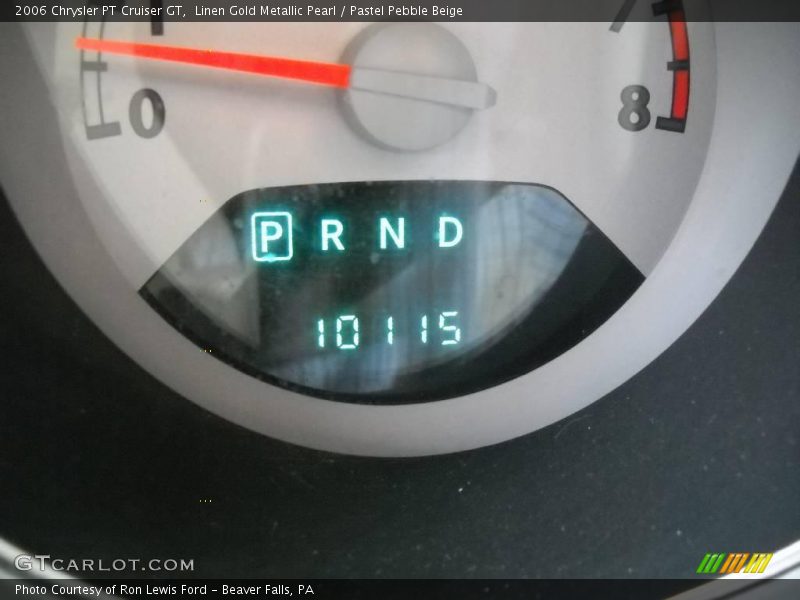 2006 Chrysler PT Cruiser GT, Linen Gold Metallic Pearl / Pastel Pebble Beige
0
8
P R N D
101115
GTCARLOT.COM
Photo Courtesy of Ron Lewis Ford - Beaver Falls, PA